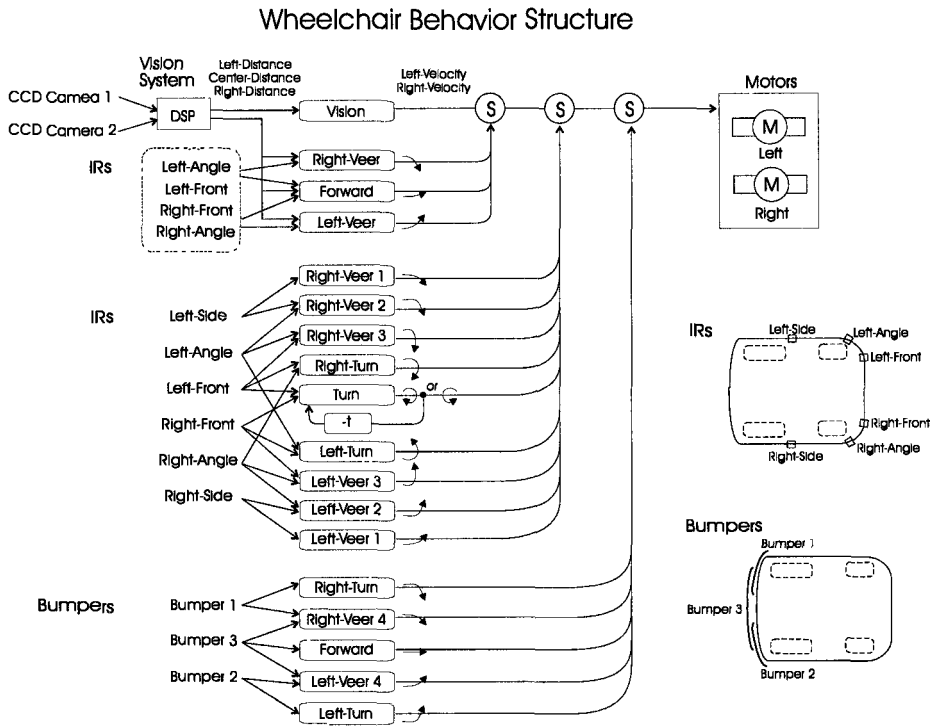 Wheelchair Behavior Structure
Vision
System
Left-Distance
Center-Distance
Right-Distance
Left-Velocity
Right-Velocity
Motors
CCD Camea 1
CCD Camera 2
DSP
Vision
S
S
S
M
Left
M
Right
IRs
Left-Angle
Left-Front
Right-Front
Right-Angle
Right-Veer
Forward
Left-Veer
IRs
Left-Side
Left-Angle
Left-Front
Right-Front
Right-Angle
Right-Side
Right-Veer 1
Right-Veer 2
Right-Veer 3
Right-Turn
Turn
or
-t
Left-Turn
Left-Veer 3
Left-Veer 2
Left-Veer 1
IRs
Left-Side
Left-Angle
Left-Front
Right-Front
Right-Angle
Right-Side
Bumpers
Bumper 1
Bumper 3
Bumper 2
Right-Turn
Right-Veer 4
Forward
Left-Veer 4
Left-Turn
Bumpers
Bumper 1
Bumper 3
Bumper 2